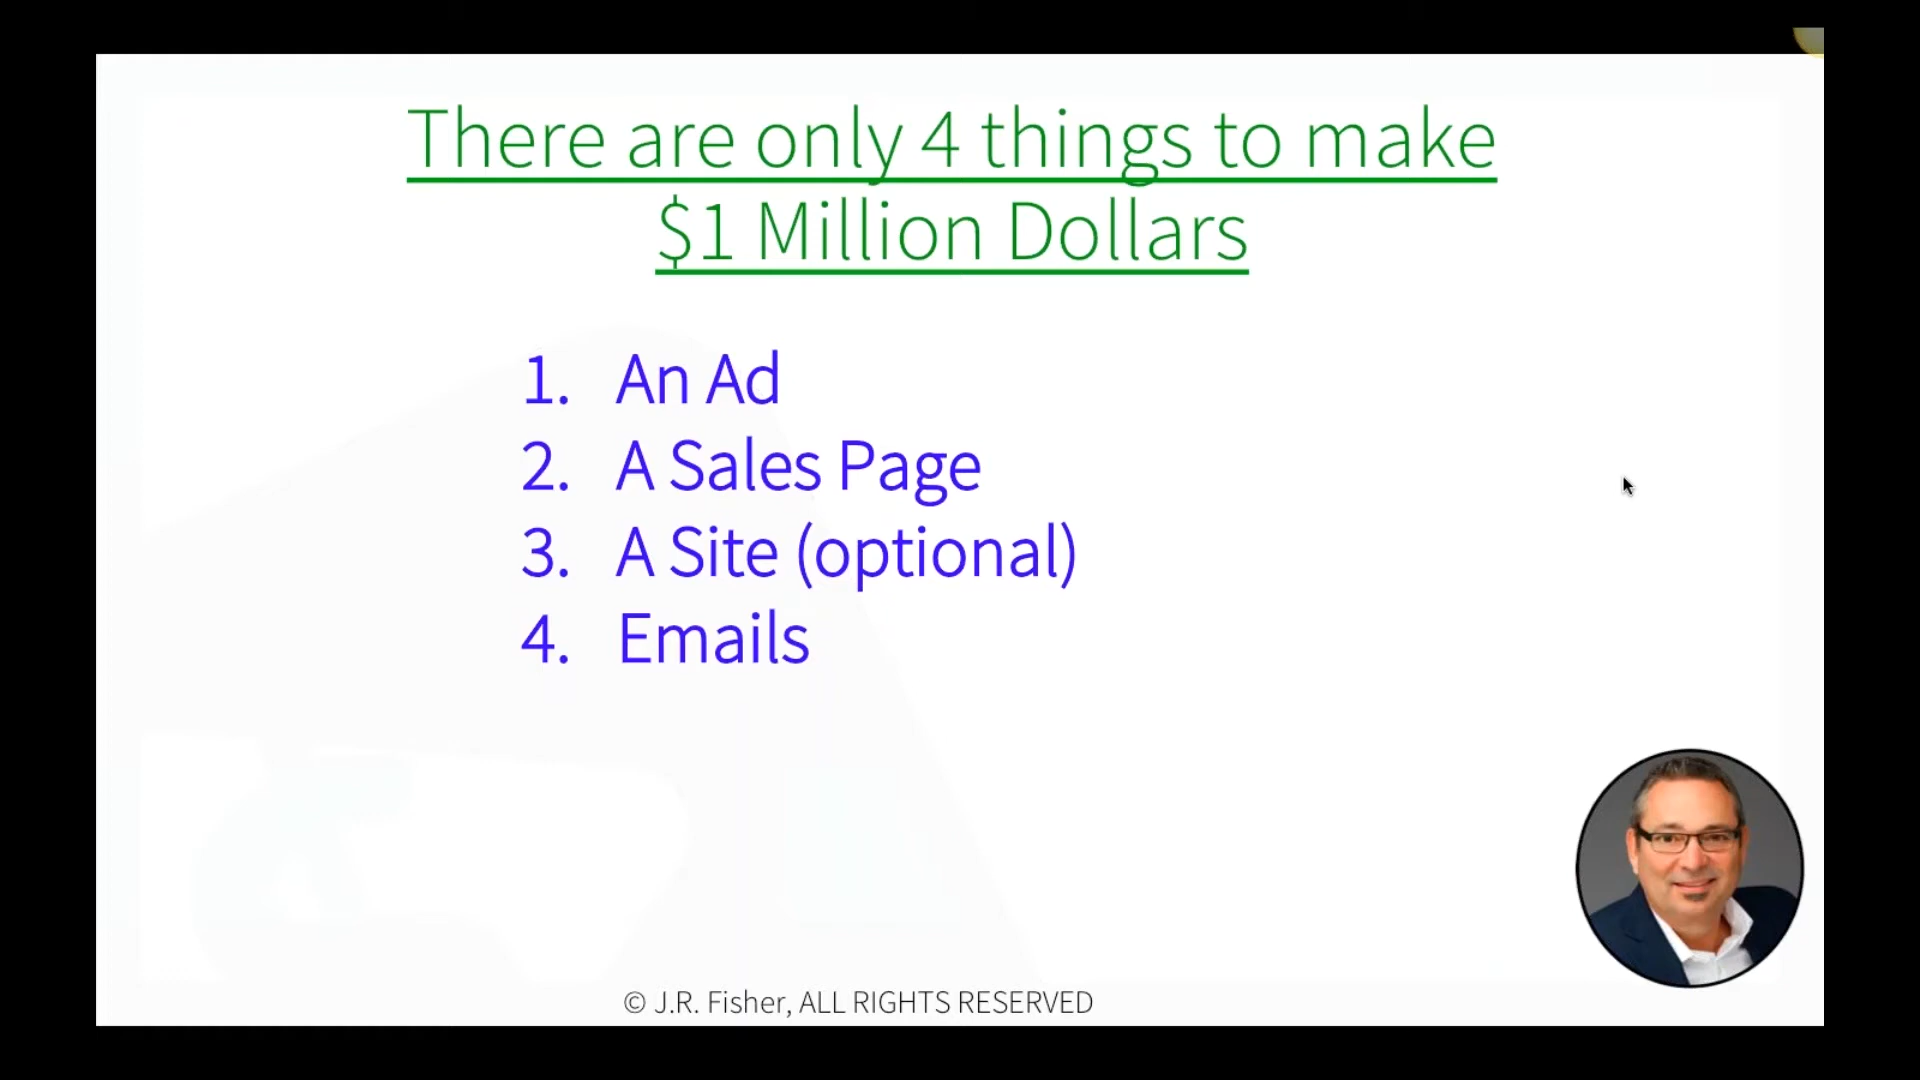 There are only 4 things to make
$1 Million Dollars
1. An Ad
2. A Sales Page
3. A Site (optional)
4. Emails
© J.R. Fisher, ALL RIGHTS RESERVED